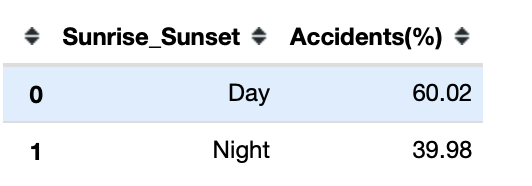 Sunrise_Sunset Accidents(%)
0 Day 60.02
1 Night 39.98